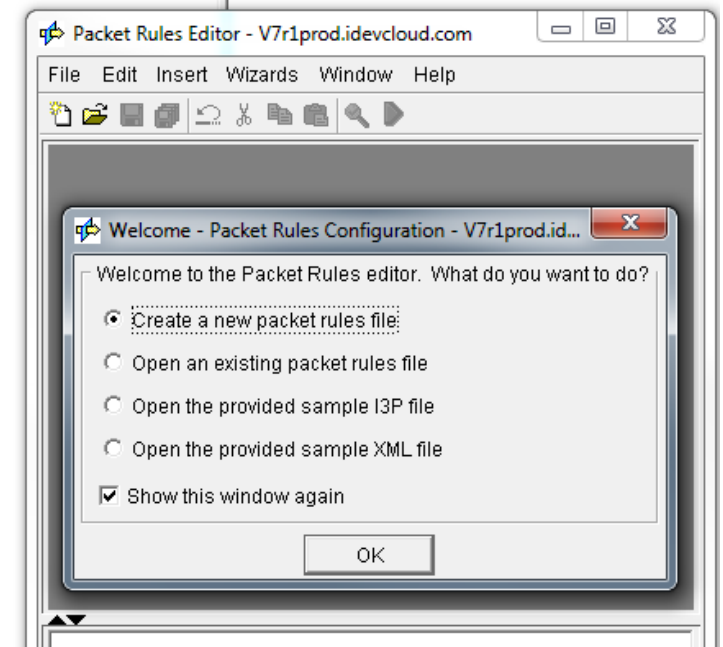 Packet Rules Editor - V7r1prod.idevcloud.com
File Edit Insert Wizards Window Help
Welcome - Packet Rules Configuration - V7r1prod.id...
Welcome to the Packet Rules editor. What do you want to do?
Create a new packet rules file
Open an existing packet rules file
Open the provided sample I3P file
Open the provided sample XML file
Show this window again
OK